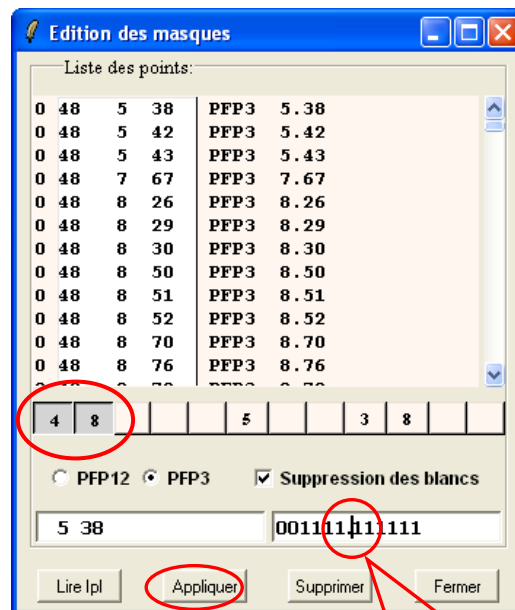 Edition des masques
Liste des points:
0 48 5 38 PFP3 5.38
0 48 5 42 PFP3 5.42
0 48 5 43 PFP3 5.43
0 48 7 67 PFP3 7.67
0 48 8 26 PFP3 8.26
0 48 8 29 PFP3 8.29
0 48 8 30 PFP3 8.30
0 48 8 50 PFP3 8.50
0 48 8 51 PFP3 8.51
0 48 8 52 PFP3 8.52
0 48 8 70 PFP3 8.70
0 48 8 76 PFP3 8.76
4 8 5 3 8
PFP12 PFP3 Suppression des blancs
5 38 001111.111111
Lire Ipl Appliquer Supprimer Fermer